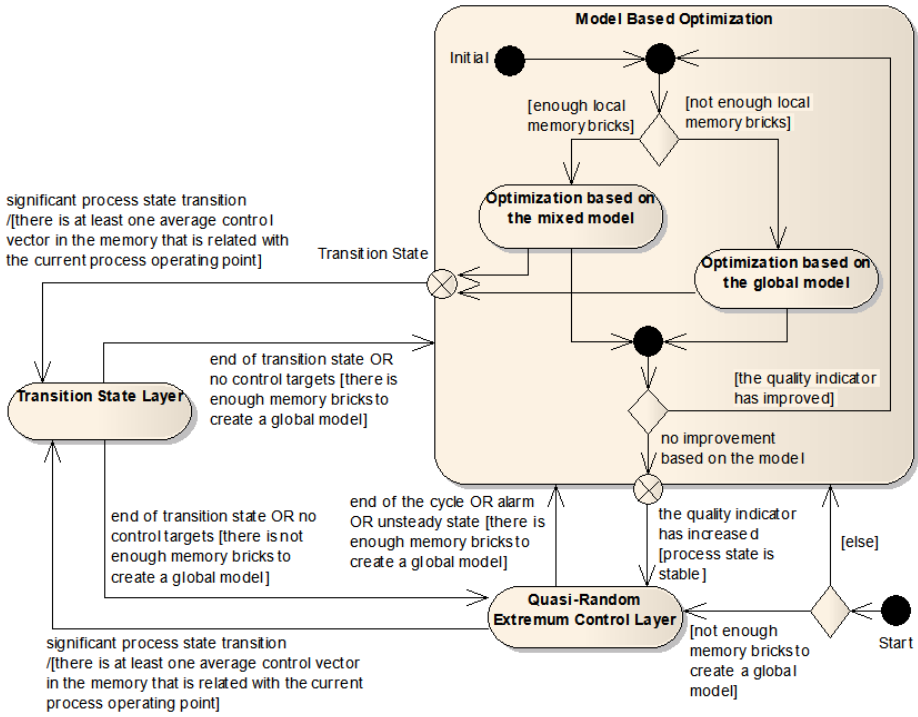 Model Based Optimization
Initial
[enough local
memory bricks]
[not enough local
memory bricks]
Optimization based on
the mixed model
Optimization based on
the global model
significant process state transition
/[there is at least one average control
vector in the memory that is related with
the current process operating point]
Transition State
end of transition state OR
no control targets [there is
enough memory bricks to
create a global model]
Transition State Layer
[the quality indicator
has improved]
no improvement
based on the model
end of transition state OR no
control targets [there is not
enough memory bricks to
create a global model]
end of the cycle OR alarm
OR unsteady state [there is
enough memory bricks to
create a global model]
the quality indicator
has increased
[process state is
stable]
[else]
Quasi-Random
Extremum Control Layer
Start
[not enough
memory bricks to
create a global
model]
significant process state transition
/[there is at least one average control vector
in the memory that is related with the current
process operating point]